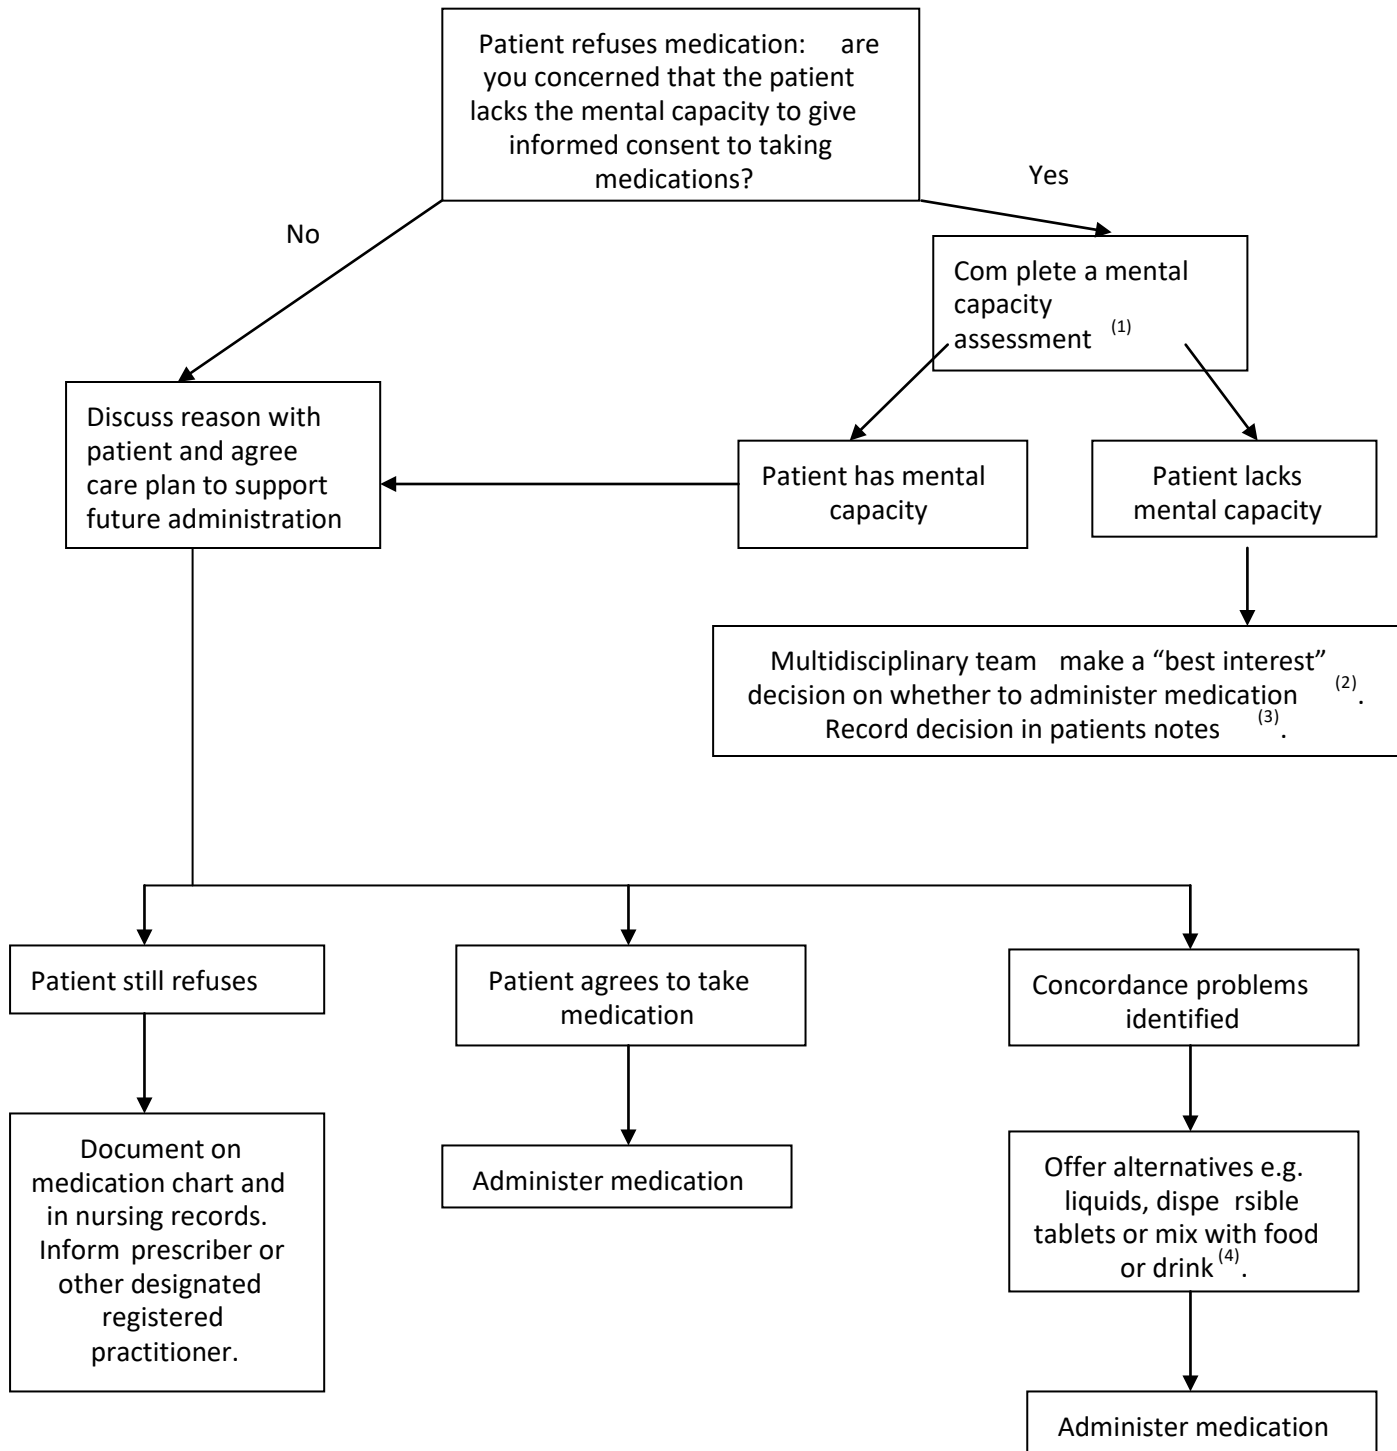 Patient refuses medication: are
you concerned that the patient
lacks the mental capacity to give
informed consent to taking
medications?
Yes
No
Com plete a mental
capacity
assessment (1)
Discuss reason with
patient and agree
care plan to support
future administration
Patient has mental
capacity
Patient lacks
mental capacity
Multidisciplinary team make a “best interest”
decision on whether to administer medication (2).
Record decision in patients notes (3).
Patient still refuses
Patient agrees to take
medication
Concordance problems
identified
Document on
medication chart and
in nursing records.
Inform prescriber or
other designated
registered
practitioner.
Administer medication
Offer alternatives e.g.
liquids, dispe rsible
tablets or mix with food
or drink (4).
Administer medication